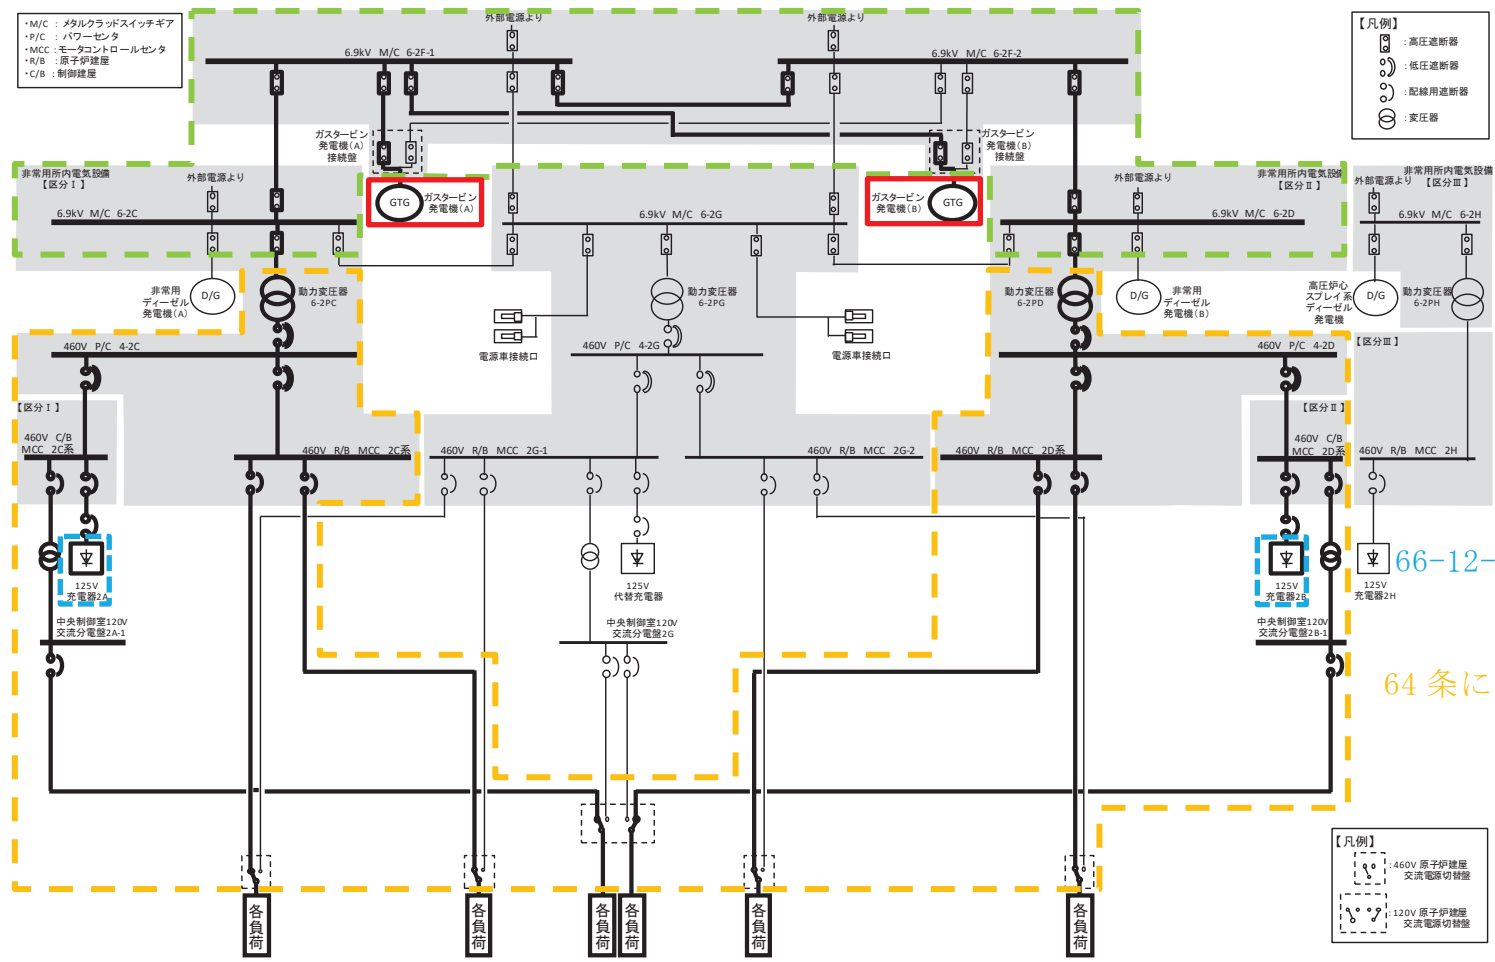 ・M/C ： メタルクラッドスイッチギア
・P/C ： パワーセンタ
・MCC ：モータコントロールセンタ
・R/B ：原子炉建屋
・C/B ：制御建屋
外部電源より
外部電源より
【凡例】
：高圧遮断器
：低圧遮断器
：配線用遮断器
：変圧器
6.9kV M/C 6-2F-1
6.9kV M/C 6-2F-2
ガスタービン
発電機(A)
接続盤
ガスタービン
発電機(B)
接続盤
非常用所内電気設備
【区分Ⅰ】
外部電源より
6.9kV M/C 6-2C
GTG
ガスタービン
発電機(A)
6.9kV M/C 6-2G
ガスタービン
発電機(B)
GTG
外部電源より
非常用所内電気設備
【区分Ⅱ】
6.9kV M/C 6-2D
非常用所内電気設備
外部電源より
【区分Ⅲ】
6.9kV M/C 6-2H
非常用
ディーゼル
発電機(A)
D/G
動力変圧器
6-2PC
動力変圧器
6-2PG
動力変圧器
6-2PD
D/G
非常用
ディーゼル
発電機(B)
高圧炉心
スプレイ系
ディーゼル
発電機
D/G
動力変圧器
6-2PH
電源車接続口
電源車接続口
460V P/C 4-2C
460V P/C 4-2G
460V P/C 4-2D
【区分Ⅲ】
【区分Ⅰ】
460V C/B
MCC 2C系
460V R/B MCC 2C系
460V R/B MCC 2G-1
460V R/B MCC 2G-2
460V R/B MCC 2D系
【区分Ⅱ】
460V C/B
MCC 2D系
460V R/B MCC 2H
125V
充電器2A
125V
代替充電器
125V
充電器2B
125V
充電器2H
66-12-
中央制御室120V
交流分電盤2A-1
中央制御室120V
交流分電盤2G
中央制御室120V
交流分電盤2B-1
64 条に
【凡例】
：460V 原子炉建屋
交流電源切替盤
：120V 原子炉建屋
交流電源切替盤
各負荷
各負荷
各負荷
各負荷
各負荷
各負荷